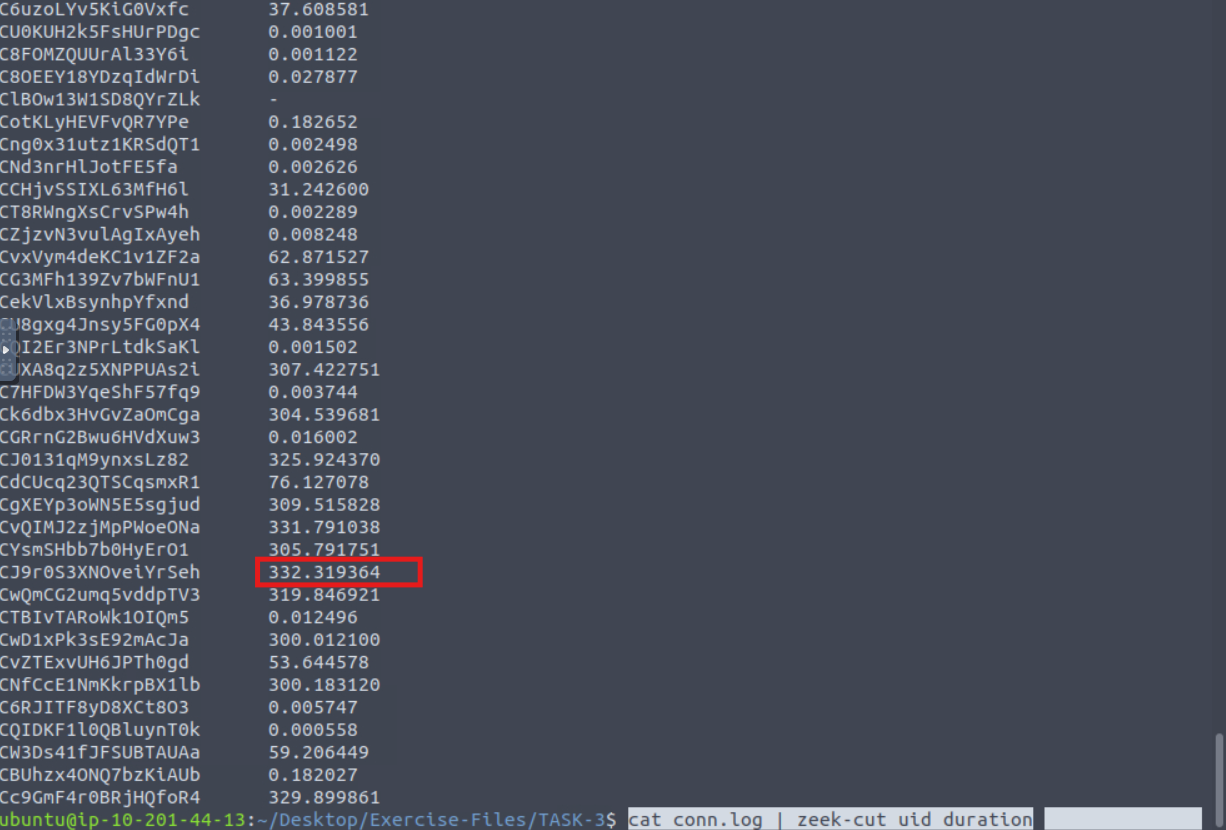 C6uzoLYv5KiG0Vxfc 37.608581
CU0KUH2k5FsHUrPDgc 0.001001
C8FOMZQUUrAl33Y6i 0.001122
C8OEEY18YDzqIdWrDi 0.027877
ClBOw13W1SD8QYrZLk -
CotKLyHEVFvQR7YPe 0.182652
Cng0x31utz1KRSdQT1 0.002498
CNd3nrHlJotFE5fa 0.002626
CCHjvSSIXL63MfH6l 31.242600
CT8RWngXsCrvSPw4h 0.002289
CZjzvN3vulAgIxAyeh 0.008248
CvxVym4deKC1v1ZF2a 62.871527
CG3MFh139Zv7bWFnU1 63.399855
CekVlxBsynhpYfxnd 36.978736
CU8gxg4Jnsy5FG0pX4 43.843556
I2Er3NPrLtdkSaKl 0.001502
XA8q2z5XNPPUAs2i 307.422751
C7HFDW3YqeShF57fq9 0.003744
Ck6dbx3HvGvZaOmCga 304.539681
CGRrnG2Bwu6HVdXuw3 0.016002
CJ0131qM9ynxsLz82 325.924370
CdCUcq23QTSCqsmxR1 76.127078
CgXEYp3oWN5E5sgjud 309.515828
CvQIMJ2zjMpPWoeONa 331.791038
CYsmSHbb7b0HyErO1 305.791751
CJ9r0S3XNOveiYrSeh 332.319364
CwQmCG2umq5vddpTV3 319.846921
CTBIvTARoWk1OIQm5 0.012496
CwD1xPk3sE92mAcJa 300.012100
CvZTExvUH6JPTh0gd 53.644578
CNfCcE1NmKkrpBX1lb 300.183120
C6RJITF8yD8XCt8O3 0.005747
CQIDKF1l0QBluynT0k 0.000558
CW3Ds41fJFSUBTAUAa 59.206449
CBUhzx4ONQ7bzKiAUb 0.182027
Cc9GmF4r0BRjHQfoR4 329.899861
ubuntu@ip-10-201-44-13:~/Desktop/Exercise-Files/TASK-3$ cat conn.log | zeek-cut uid duration